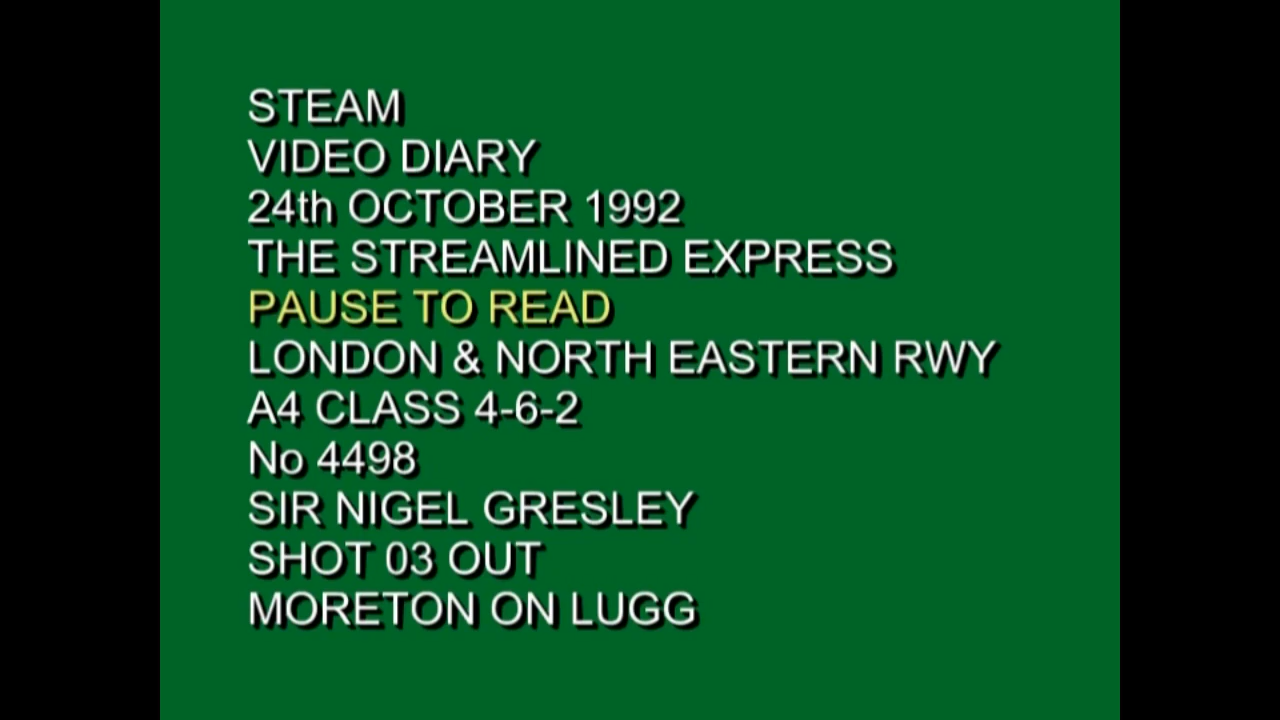 STEAM
VIDEO DIARY
24th OCTOBER 1992
THE STREAMLINED EXPRESS
PAUSE TO READ
LONDON & NORTH EASTERN RWY
A4 CLASS 4-6-2
No 4498
SIR NIGEL GRESLEY
SHOT 03 OUT
MORETON ON LUGG